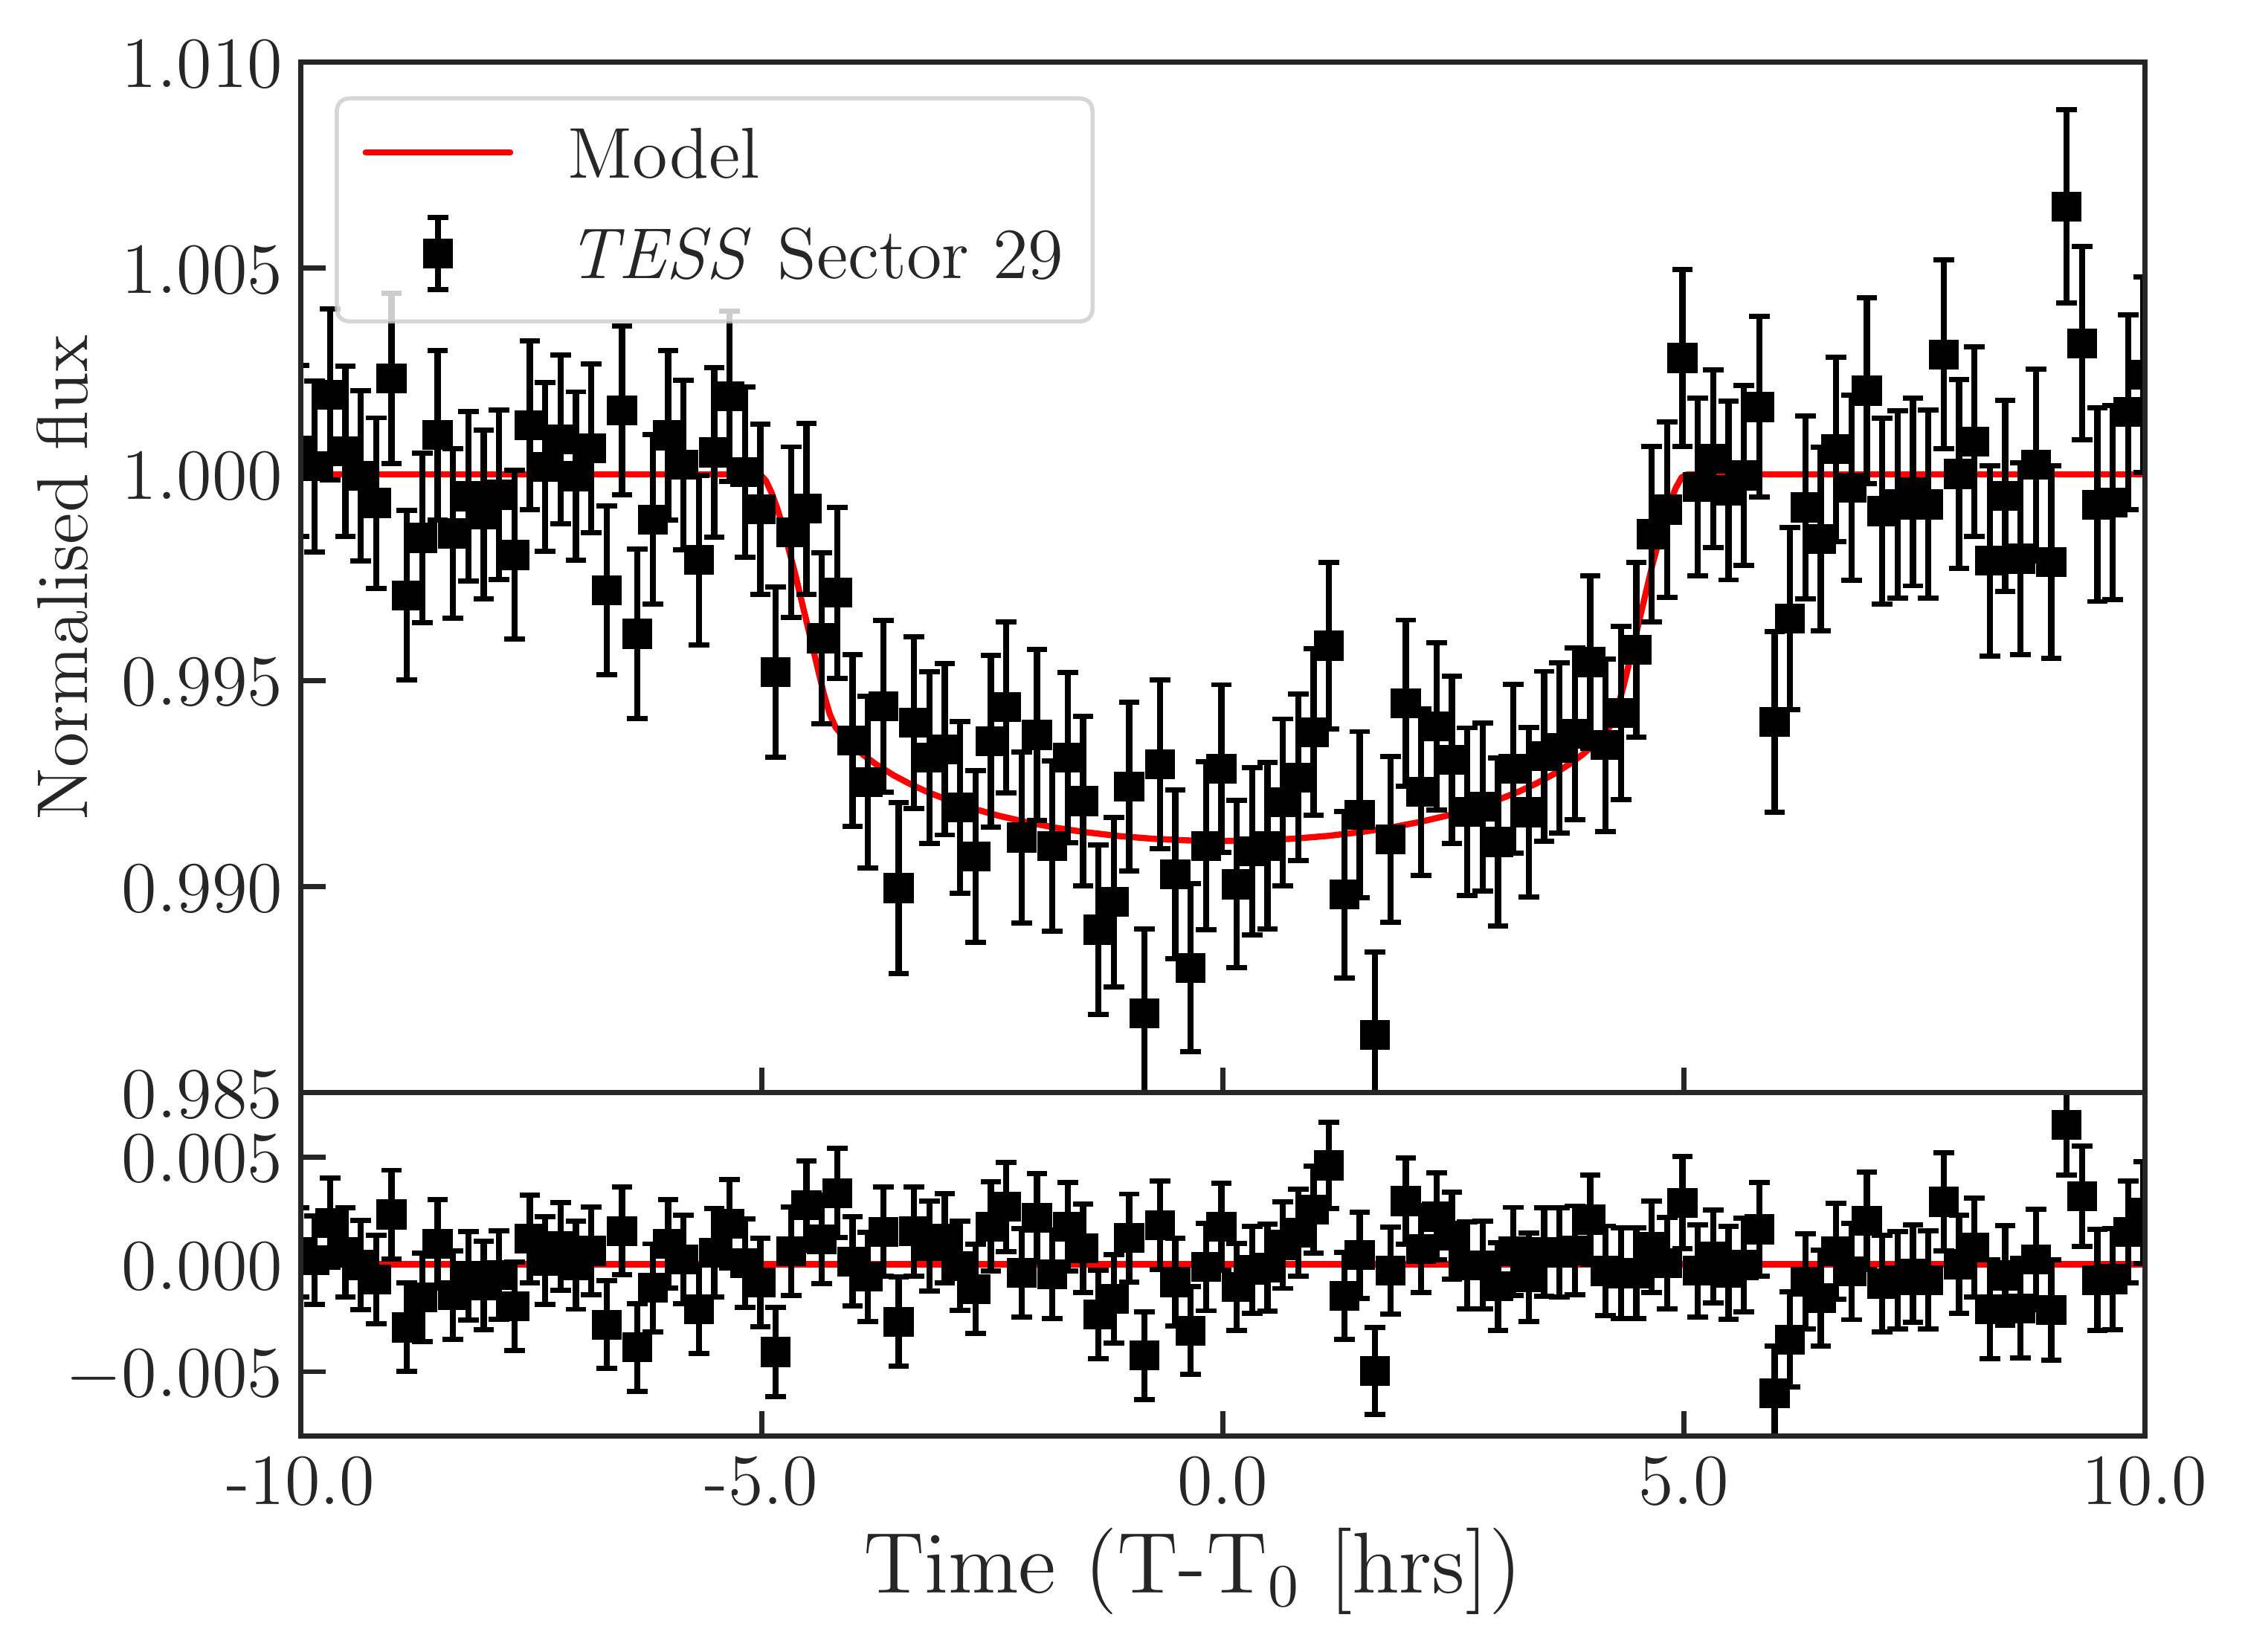 1.010
Model
TESS Sector 29
1.005
1.000
0.995
0.990
0.985
Normalised flux
0.005
0.000
−0.005
-10.0 -5.0 0.0 5.0 10.0
Time (T-T₀ [hrs])